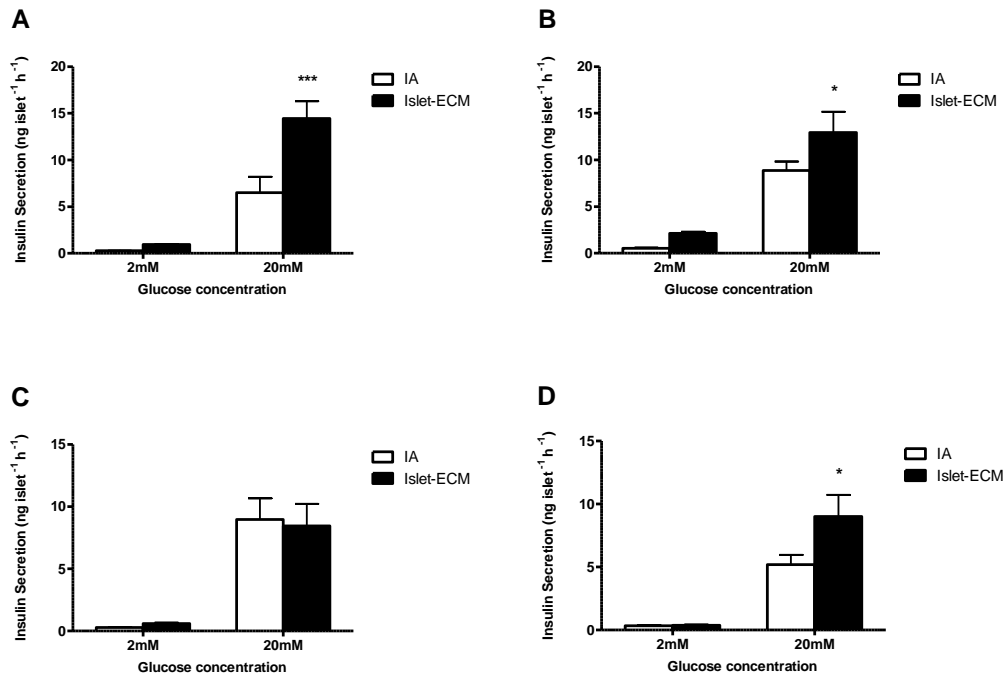 A
Insulin Secretion (ng islet⁻¹ h⁻¹)
20
15
10
5
0
***
IA
Islet-ECM
2mM
20mM
Glucose concentration
B
Insulin Secretion (ng islet⁻¹ h⁻¹)
20
15
10
5
0
*
IA
Islet-ECM
2mM
20mM
Glucose concentration
C
Insulin Secretion (ng islet⁻¹ h⁻¹)
15
10
5
0
IA
Islet-ECM
2mM
20mM
Glucose concentration
D
Insulin Secretion (ng islet⁻¹ h⁻¹)
15
10
5
0
*
IA
Islet-ECM
2mM
20mM
Glucose concentration